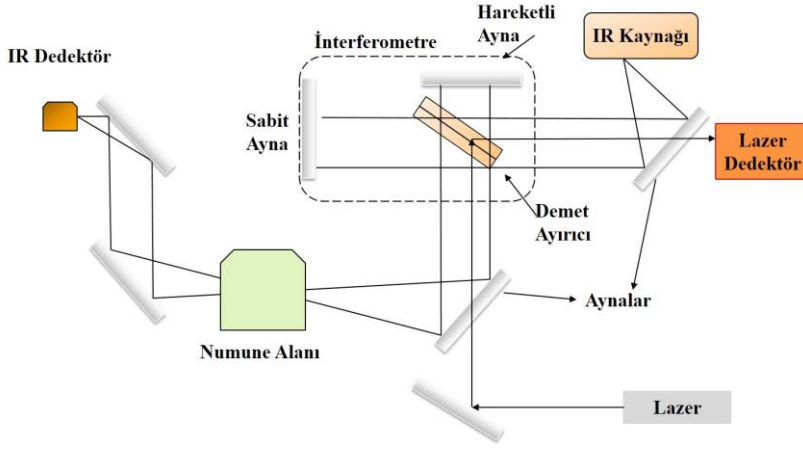 Hareketli
Ayna
IR Kaynağı
İnterferometre
IR Dedektör
Sabit
Ayna
Lazer
Dedektör
Demet
Ayırıcı
Aynalar
Numune Alanı
Lazer